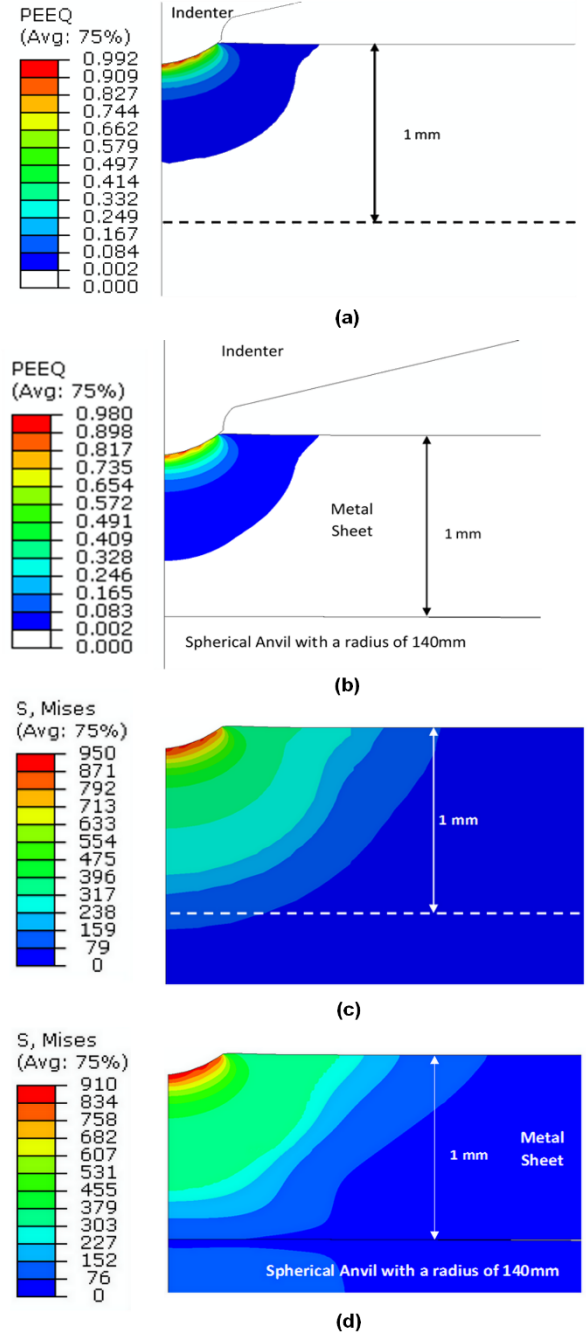 PEEQ
(Avg: 75%)
0.992
0.909
0.827
0.744
0.662
0.579
0.497
0.414
0.332
0.249
0.167
0.084
0.002
0.000
Indenter
1 mm
(a)
PEEQ
(Avg: 75%)
0.980
0.898
0.817
0.735
0.654
0.572
0.491
0.409
0.328
0.246
0.165
0.083
0.002
0.000
Indenter
Metal
Sheet
1 mm
Spherical Anvil with a radius of 140mm
(b)
S, Mises
(Avg: 75%)
950
871
792
713
633
554
475
396
317
238
159
79
0
1 mm
(c)
S, Mises
(Avg: 75%)
910
834
758
682
607
531
455
379
303
227
152
76
0
1 mm
Metal
Sheet
Spherical Anvil with a radius of 140mm
(d)